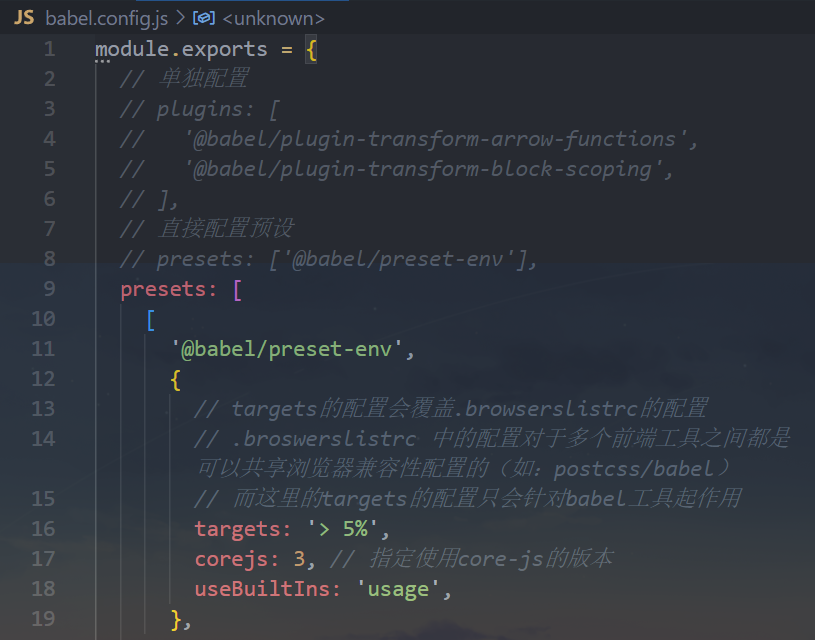 JS babel.config.js > <unknown>
1 module.exports = {
2 // 单独配置
3 // plugins: [
4 //   '@babel/plugin-transform-arrow-functions',
5 //   '@babel/plugin-transform-block-scoping',
6 // ],
7 // 直接配置预设
8 // presets: ['@babel/preset-env'],
9 presets: [
10 [
11 '@babel/preset-env',
12 {
13 // targets的配置会覆盖.browserslistrc的配置
14 // .broswerslistrc 中的配置对于多个前端工具之间都是
可以共享浏览器兼容性配置的（如：postcss/babel）
15 // 而这里的targets的配置只会针对babel工具起作用
16 targets: '> 5%',
17 corejs: 3, // 指定使用core-js的版本
18 useBuiltIns: 'usage',
19 },